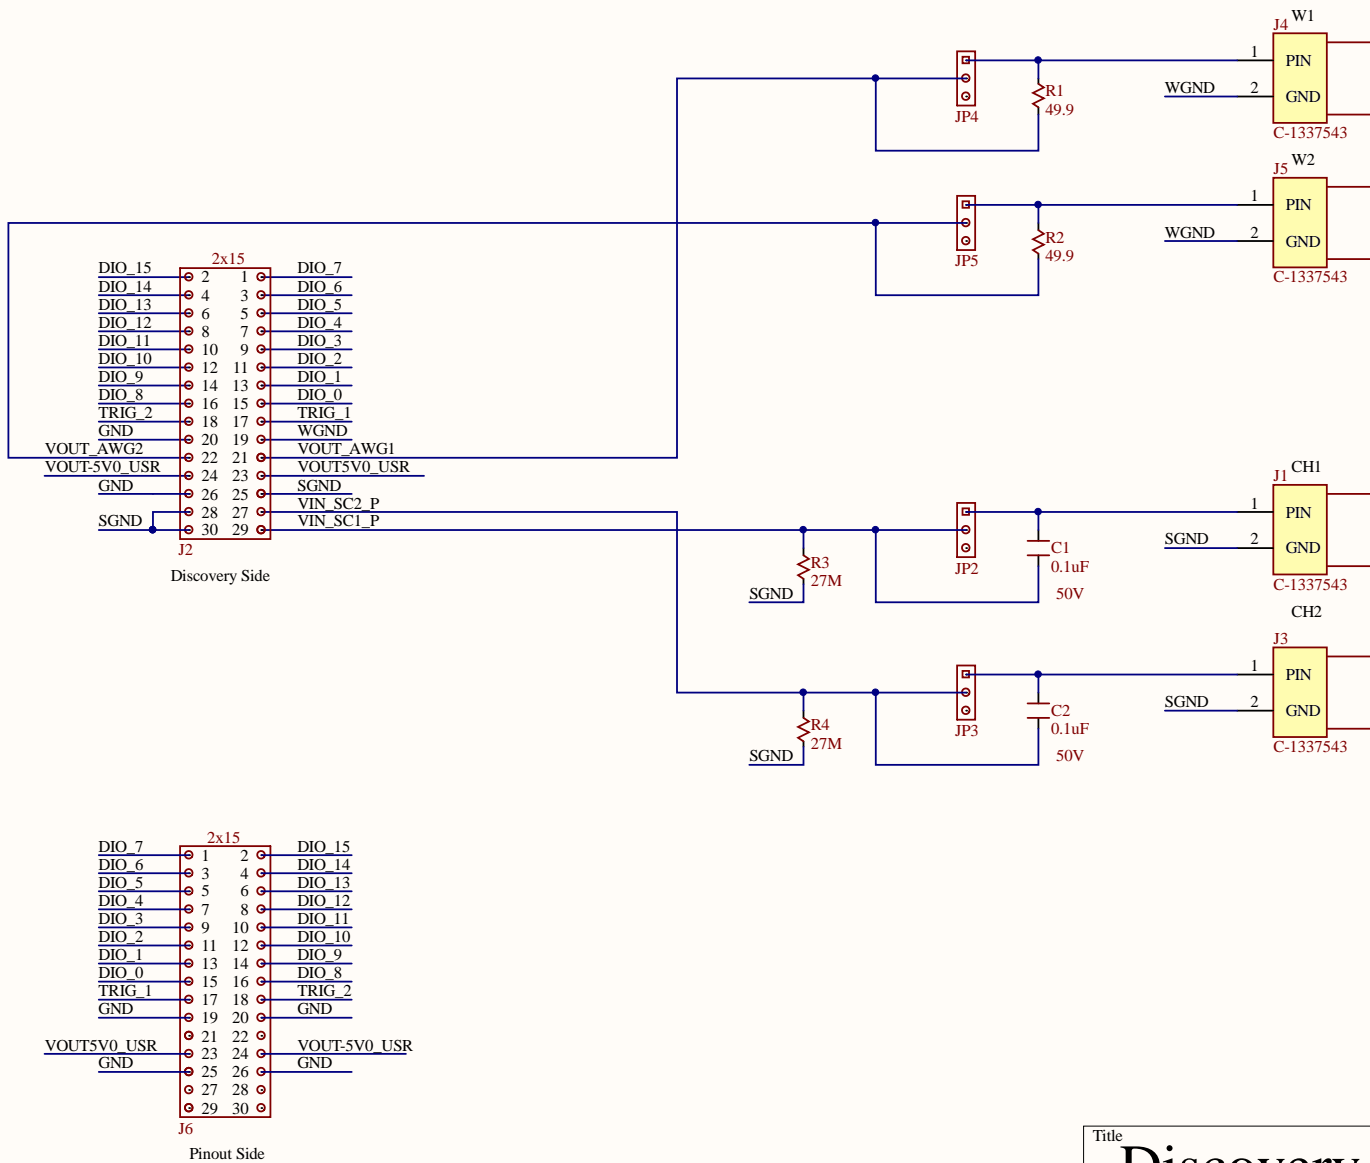 W1
J4
1 PIN
WGND 2 GND
C-1337543
JP4
R1
49.9
W2
J5
1 PIN
WGND 2 GND
C-1337543
JP5
R2
49.9
2x15
DIO_15 2 1 DIO_7
DIO_14 4 3 DIO_6
DIO_13 6 5 DIO_5
DIO_12 8 7 DIO_4
DIO_11 10 9 DIO_3
DIO_10 12 11 DIO_2
DIO_9 14 13 DIO_1
DIO_8 16 15 DIO_0
TRIG_2 18 17 TRIG_1
GND 20 19 WGND
VOUT_AWG2 22 21 VOUT_AWG1
VOUT-5V0_USR 24 23 VOUT5V0_USR
GND 26 25 SGND
28 27 VIN_SC2_P
SGND 30 29 VIN_SC1_P
J2
Discovery Side
CH1
J1
1 PIN
SGND 2 GND
C-1337543
JP2
C1
0.1uF
50V
R3
27M
SGND
CH2
J3
1 PIN
SGND 2 GND
C-1337543
JP3
C2
0.1uF
50V
R4
27M
SGND
2x15
DIO_7 1 2 DIO_15
DIO_6 3 4 DIO_14
DIO_5 5 6 DIO_13
DIO_4 7 8 DIO_12
DIO_3 9 10 DIO_11
DIO_2 11 12 DIO_10
DIO_1 13 14 DIO_9
DIO_0 15 16 DIO_8
TRIG_1 17 18 TRIG_2
GND 19 20 GND
21 22
VOUT5V0_USR 23 24 VOUT-5V0_USR
GND 25 26 GND
27 28
29 30
J6
Pinout Side
Title
Discovery